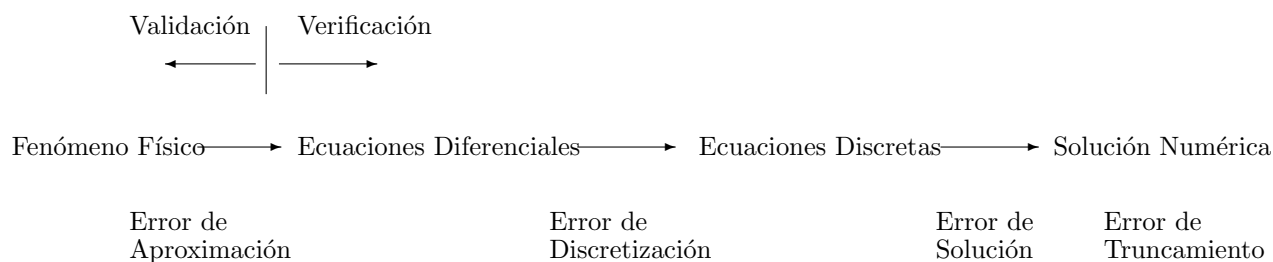 Validación Verificación
Fenómeno Físico Ecuaciones Diferenciales Ecuaciones Discretas Solución Numérica
Error de Error de Error de Error de
Aproximación Discretización Solución Truncamiento